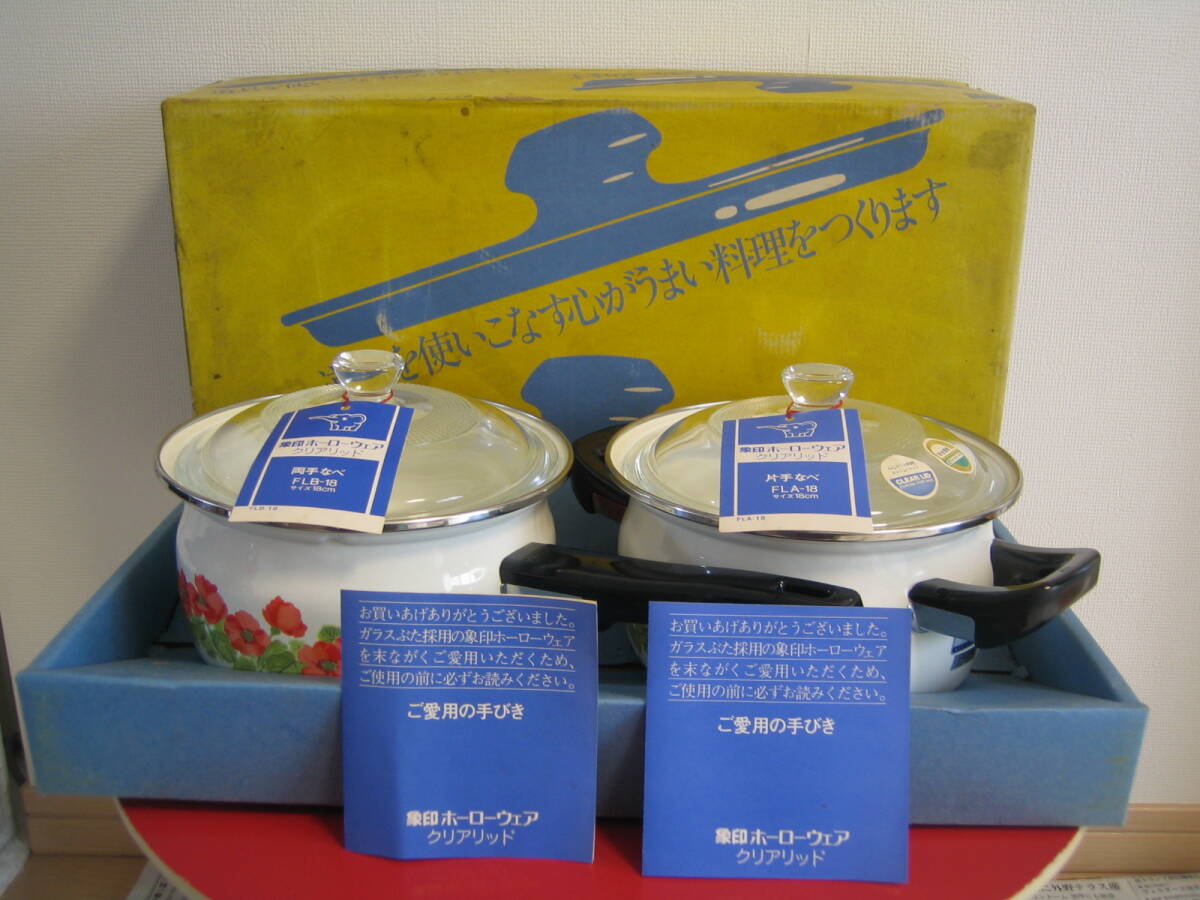 を使いこなす心がうまい料理をつくります
象印ホーローウェア
クリアリッド
両手なべ
FLB-18
サイズ18cm
FLB-18
象印ホーローウェア
クリアリッド
片手なべ
FLA-18
サイズ18cm
FLA-18
CLEAR LID
お買いあげありがとうございました。
ガラスぶた採用の象印ホーローウェア
を末ながくご愛用いただくため、
ご使用の前に必ずお読みください。
ご愛用の手びき
象印ホーローウェア
クリアリッド
お買いあげありがとうございました。
ガラスぶた採用の象印ホーローウェア
を末ながくご愛用いただくため、
ご使用の前に必ずお読みください。
ご愛用の手びき
象印ホーローウェア
クリアリッド